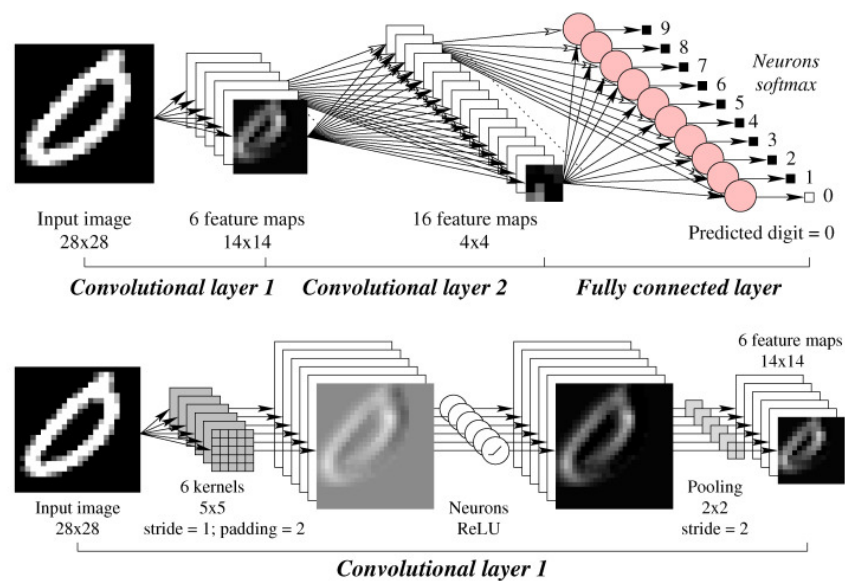 9
8
7
6
5
4
3
2
1
0
Neurons
softmax
Input image
28x28
6 feature maps
14x14
16 feature maps
4x4
Predicted digit = 0
Convolutional layer 1
Convolutional layer 2
Fully connected layer
6 feature maps
14x14
Input image
28x28
6 kernels
5x5
stride = 1; padding = 2
Neurons
ReLU
Pooling
2x2
stride = 2
Convolutional layer 1